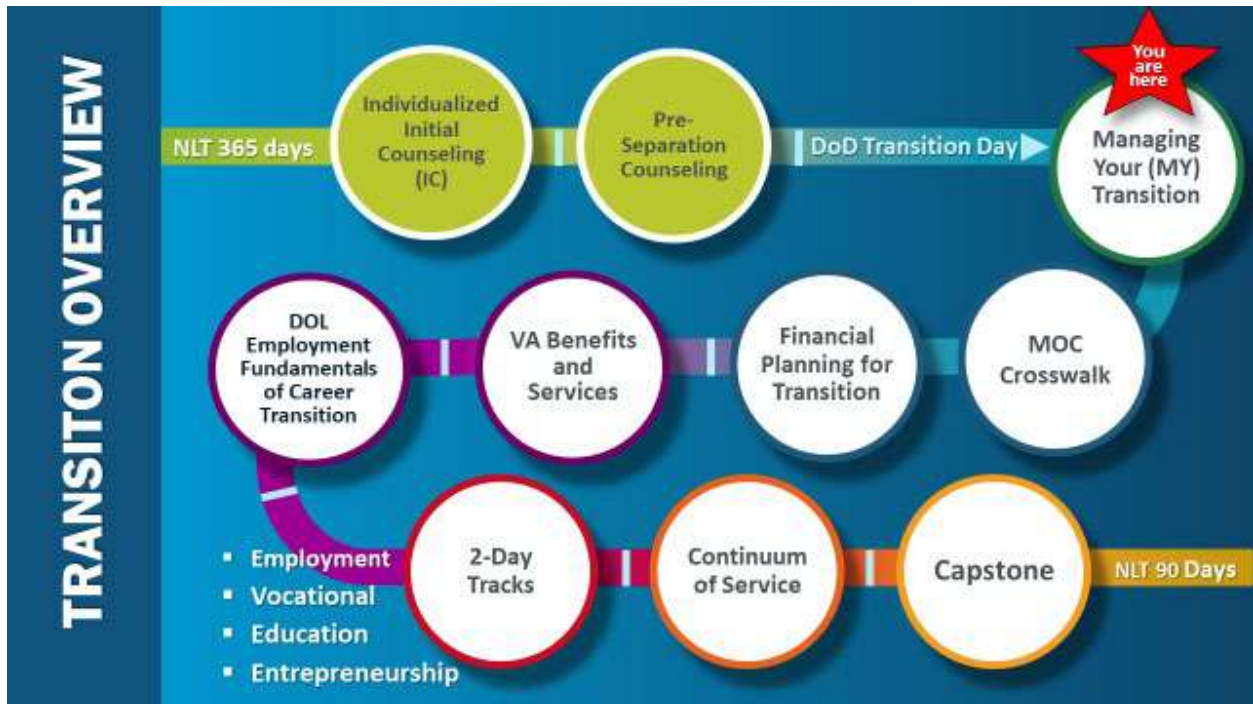 TRANSITON OVERVIEW
NLT 365 days
Individualized
Initial
Counseling
(IC)
Pre-
Separation
Counseling
DoD Transition Day
You
are
here
Managing
Your (MY)
Transition
DOL
Employment
Fundamentals
of Career
Transition
VA Benefits
and
Services
Financial
Planning for
Transition
MOC
Crosswalk
▪ Employment
▪ Vocational
▪ Education
▪ Entrepreneurship
2-Day
Tracks
Continuum
of Service
Capstone
NLT 90 Days